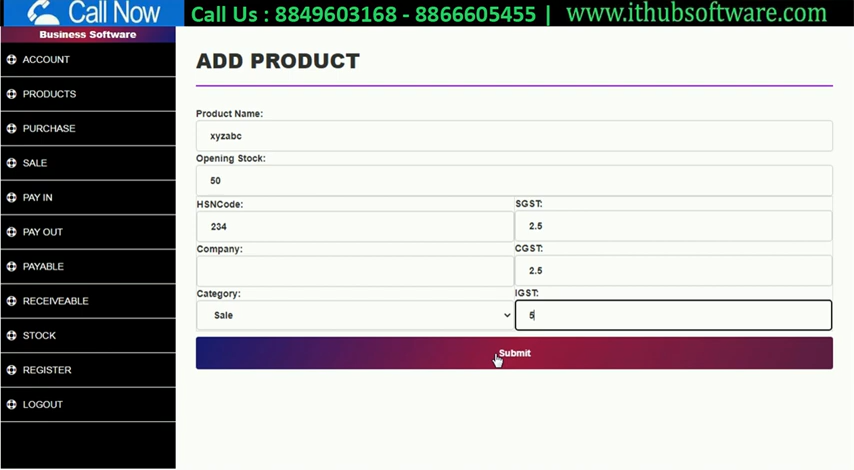 Call Now Call Us : 8849603168 - 8866605455 | www.ithubsoftware.com
Business Software
ACCOUNT
PRODUCTS
PURCHASE
SALE
PAY IN
PAY OUT
PAYABLE
RECEIVEABLE
STOCK
REGISTER
LOGOUT
ADD PRODUCT
Product Name:
xyzabc
Opening Stock:
50
HSNCode: SGST:
234 2.5
Company: CGST:
2.5
Category: IGST:
Sale 5
Submit